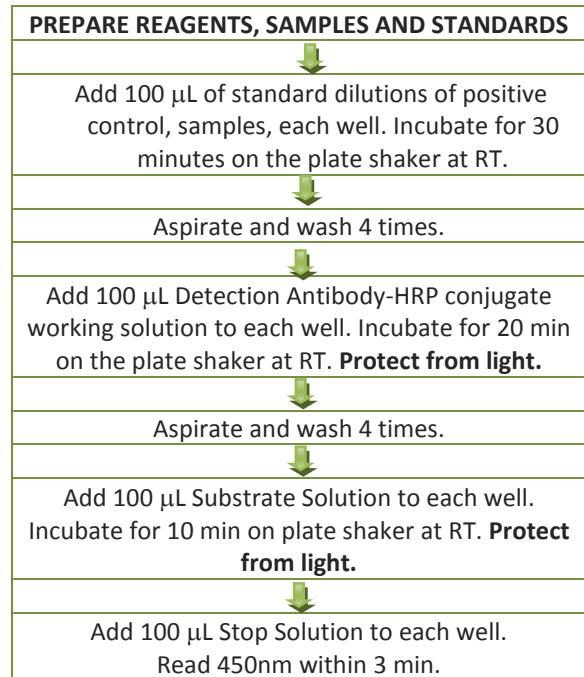 PREPARE REAGENTS, SAMPLES AND STANDARDS
Add 100 μL of standard dilutions of positive
control, samples, each well. Incubate for 30
minutes on the plate shaker at RT.
Aspirate and wash 4 times.
Add 100 μL Detection Antibody-HRP conjugate
working solution to each well. Incubate for 20 min
on the plate shaker at RT. Protect from light.
Aspirate and wash 4 times.
Add 100 μL Substrate Solution to each well.
Incubate for 10 min on plate shaker at RT. Protect
from light.
Add 100 μL Stop Solution to each well.
Read 450nm within 3 min.